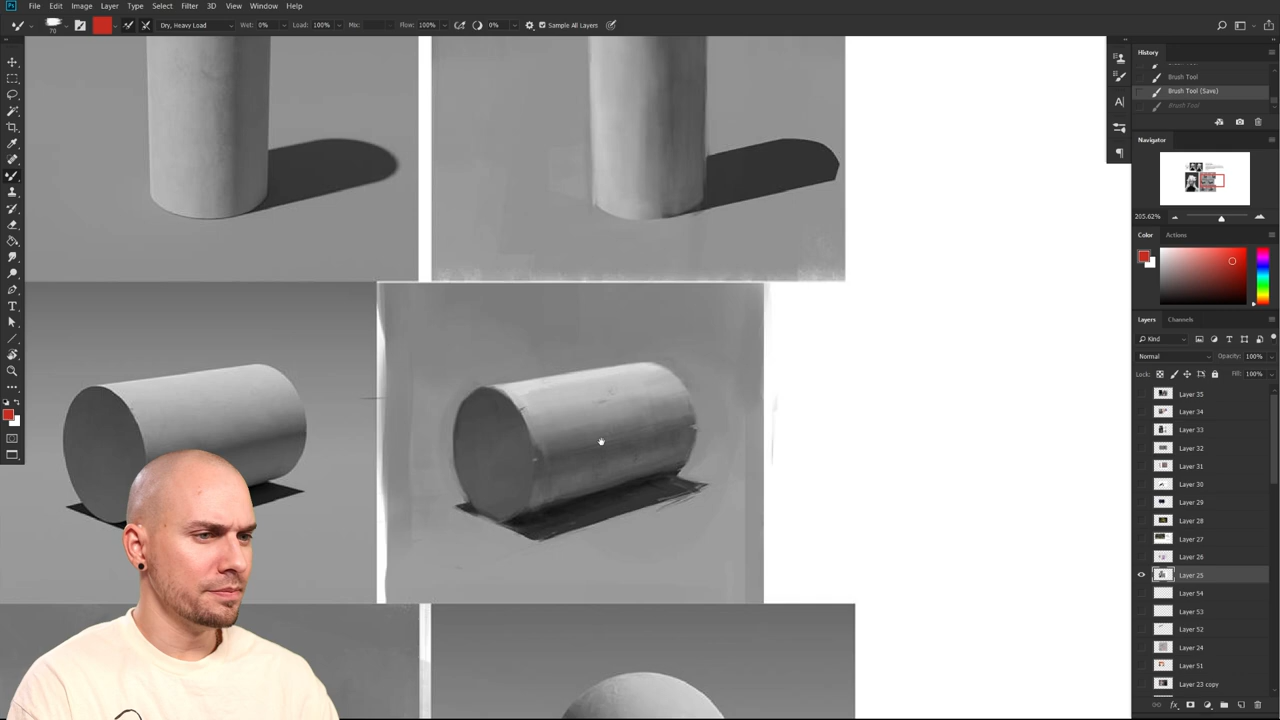 Ps File Edit Image Layer Type Select Filter 3D View Window Help
70 Dry, Heavy Load Wet: 0% Load: 100% Mix: Flow: 100% 0% Sample All Layers
History
Brush Tool
Brush Tool (Save)
Brush Tool
Navigator
205.62%
Color Actions
Layers Channels
Kind
Normal Opacity: 100%
Lock: Fill: 100%
Layer 35
Layer 34
Layer 33
Layer 32
Layer 31
Layer 30
Layer 29
Layer 28
Layer 27
Layer 26
Layer 25
Layer 54
Layer 53
Layer 52
Layer 24
Layer 51
Layer 23 copy